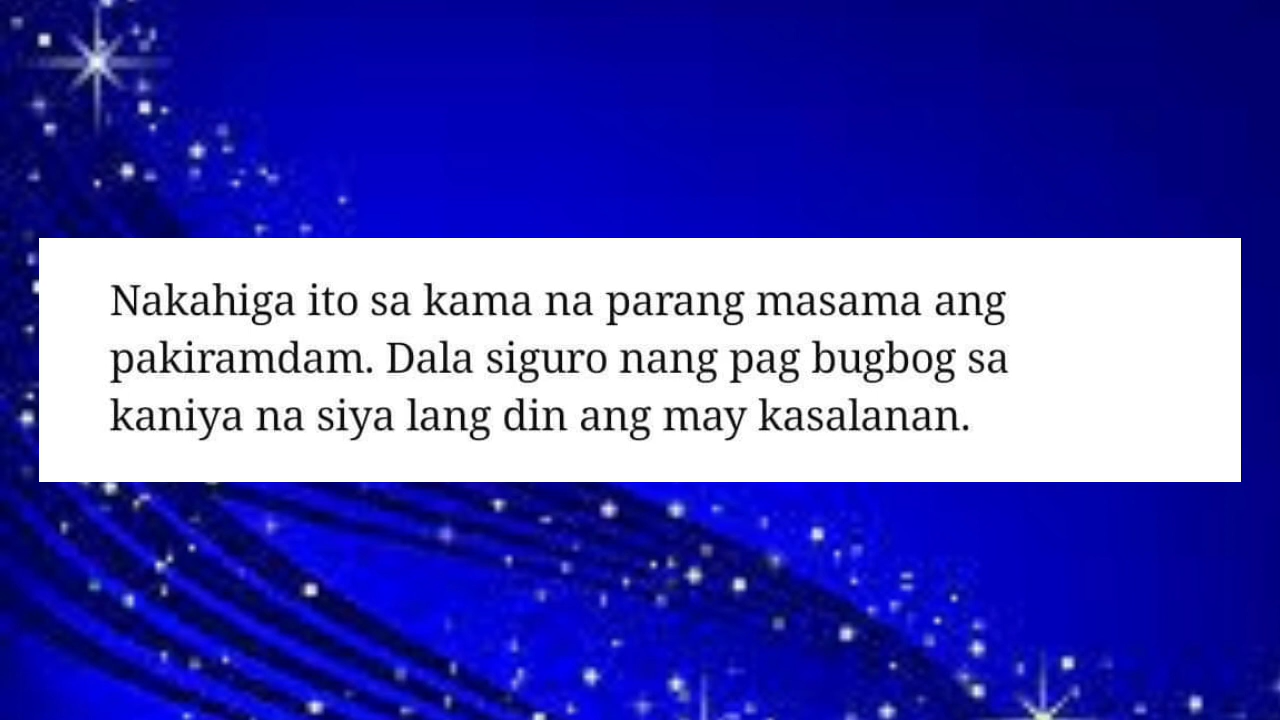 Nakahiga ito sa kama na parang masama ang
pakiramdam. Dala siguro nang pag bugbog sa
kaniya na siya lang din ang may kasalanan.